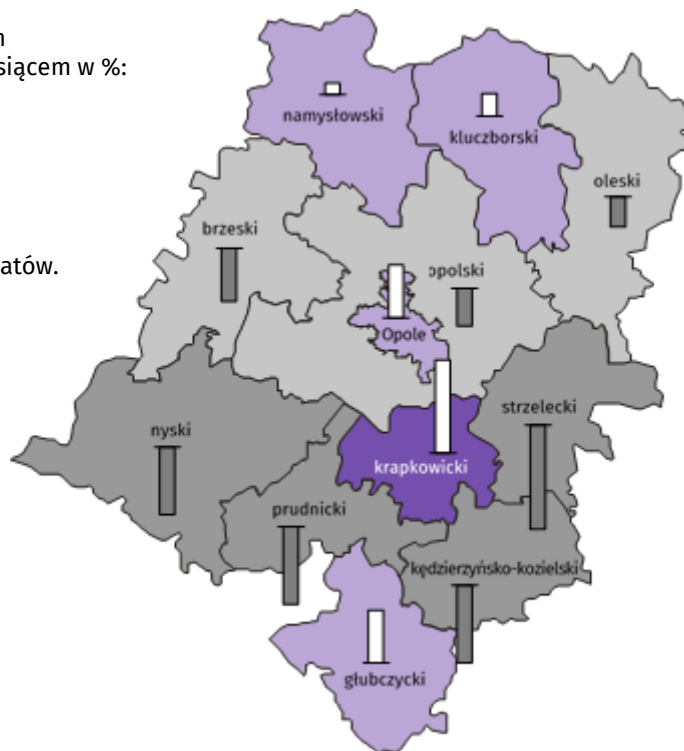 siącem w %:
atów.
namysłowski
kluczborski
oleski
brzeski
opolski
Opole
strzelecki
nyski
krapkowicki
prudnicki
kędzierzyńsko-kozielski
głubczycki